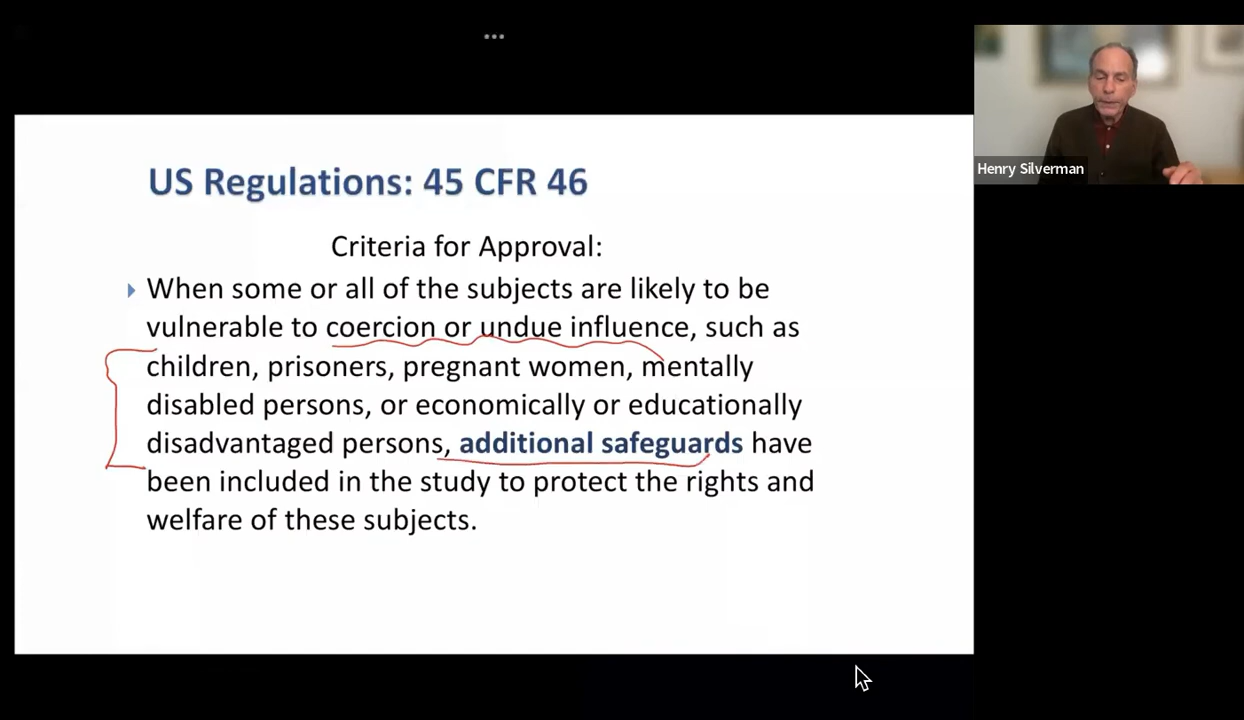 US Regulations: 45 CFR 46
Criteria for Approval:
When some or all of the subjects are likely to be
vulnerable to coercion or undue influence, such as
children, prisoners, pregnant women, mentally
disabled persons, or economically or educationally
disadvantaged persons, additional safeguards have
been included in the study to protect the rights and
welfare of these subjects.
Henry Silverman